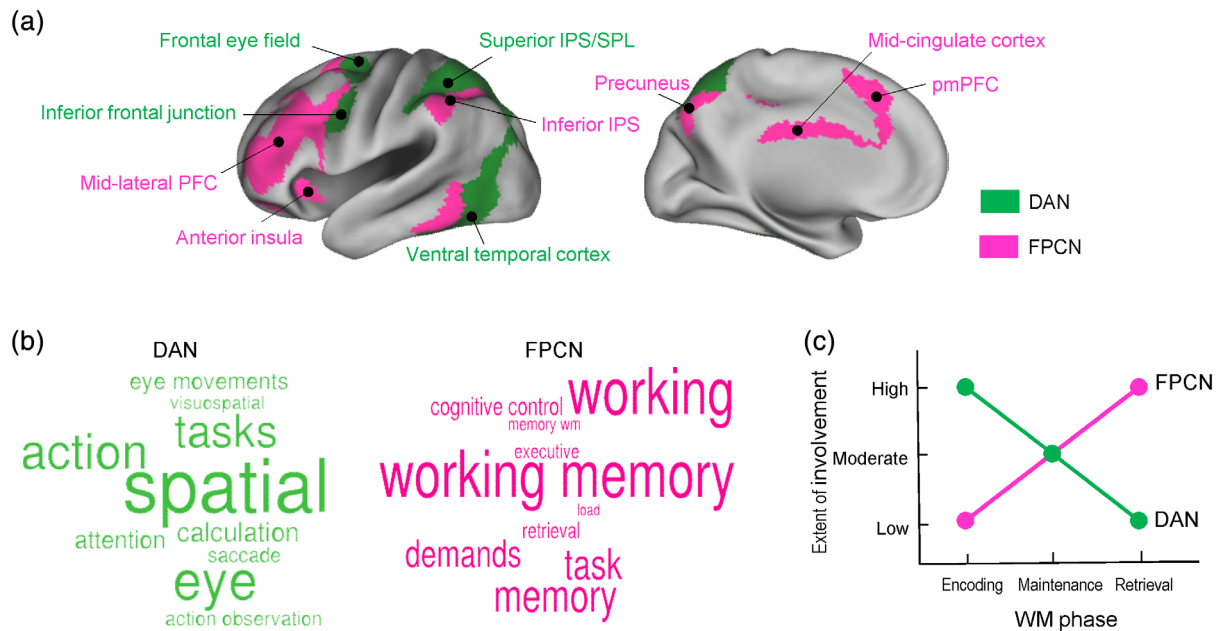 (a)
Frontal eye field
Superior IPS/SPL
Mid-cingulate cortex
Precuneus
pmPFC
Inferior frontal junction
Inferior IPS
Mid-lateral PFC
Anterior insula
Ventral temporal cortex
DAN
FPCN
(b)
DAN
eye movements
visuospatial
tasks
action
spatial
attention
calculation
saccade
eye
action observation
FPCN
working
cognitive control
memory wm
executive
working memory
load
retrieval
demands
task
memory
(c)
Extent of involvement
High
Moderate
Low
FPCN
DAN
Encoding
Maintenance
Retrieval
WM phase